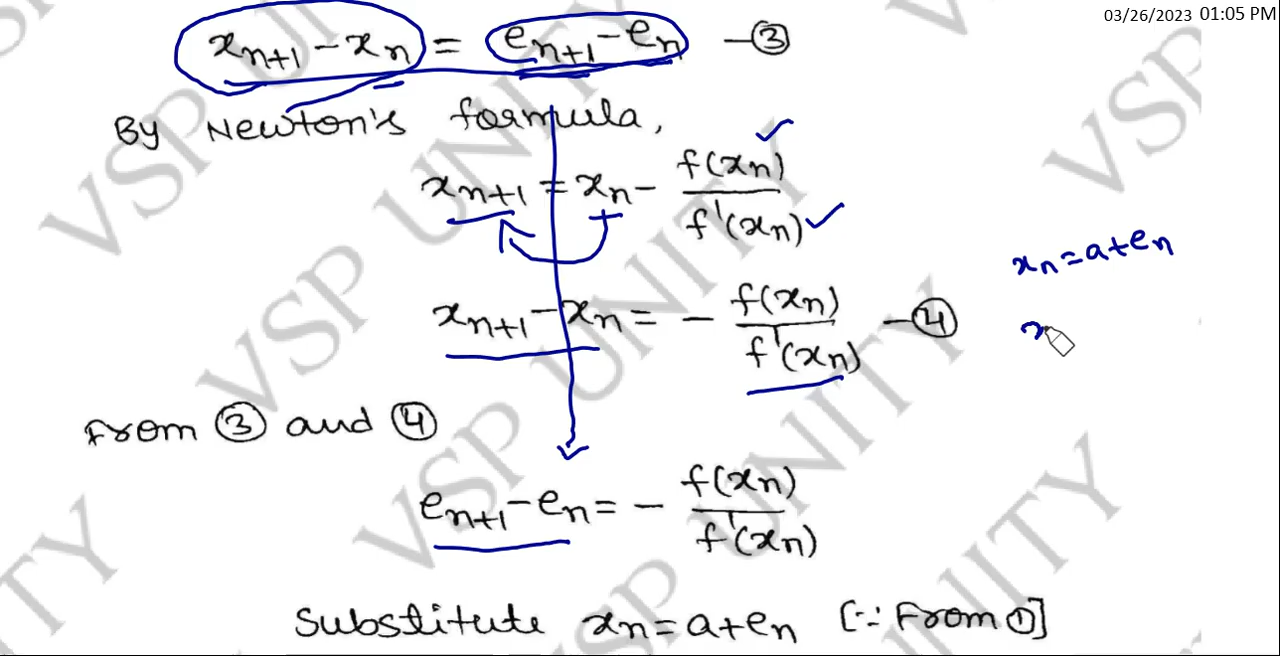 03/26/2023 01:05 PM
xₙ₊₁ - xₙ = eₙ₊₁ - eₙ —③
By Newton's formula,
xₙ₊₁ = xₙ - f(xₙ)/f'(xₙ)
xₙ = a+eₙ
xₙ₊₁ - xₙ = - f(xₙ)/f'(xₙ) —④
From ③ and ④
eₙ₊₁ - eₙ = - f(xₙ)/f'(xₙ)
Substitute xₙ = a+eₙ [∵ From ①]
VSP UNITY